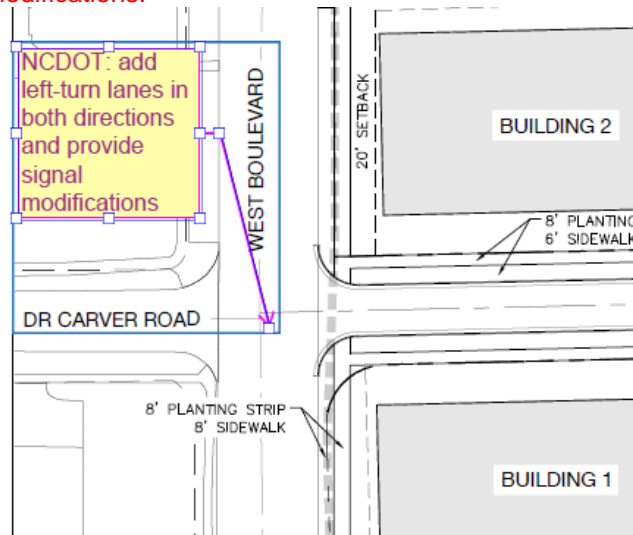 modifications.
NCDOT: add
left-turn lanes in
both directions
and provide
signal
modifications
WEST BOULEVARD
20' SETBACK
BUILDING 2
8' PLANTING
6' SIDEWALK
DR CARVER ROAD
8' PLANTING STRIP
8' SIDEWALK
BUILDING 1